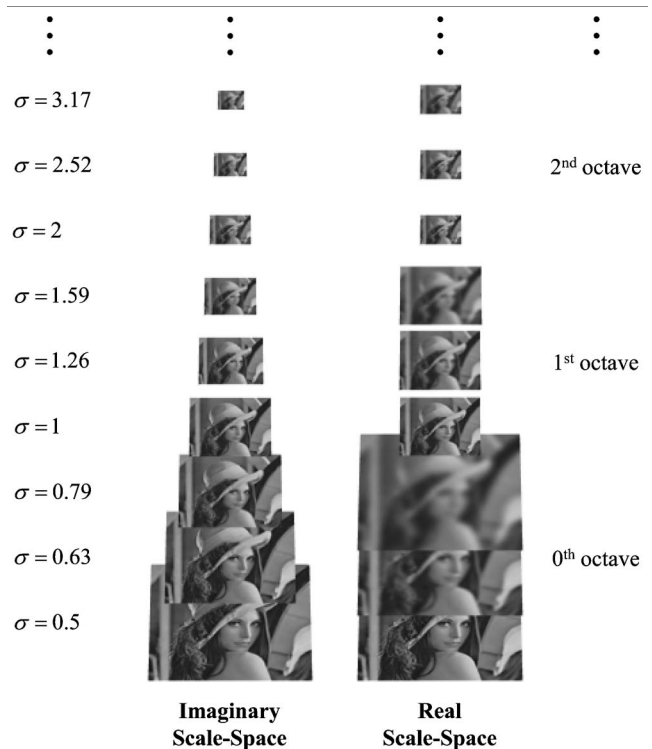 σ = 3.17
σ = 2.52
2nd octave
σ = 2
σ = 1.59
σ = 1.26
1st octave
σ = 1
σ = 0.79
σ = 0.63
0th octave
σ = 0.5
Imaginary
Scale-Space
Real
Scale-Space